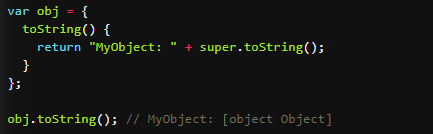 var obj = {
  toString() {
    return "MyObject: " + super.toString();
  }
};

obj.toString(); // MyObject: [object Object]